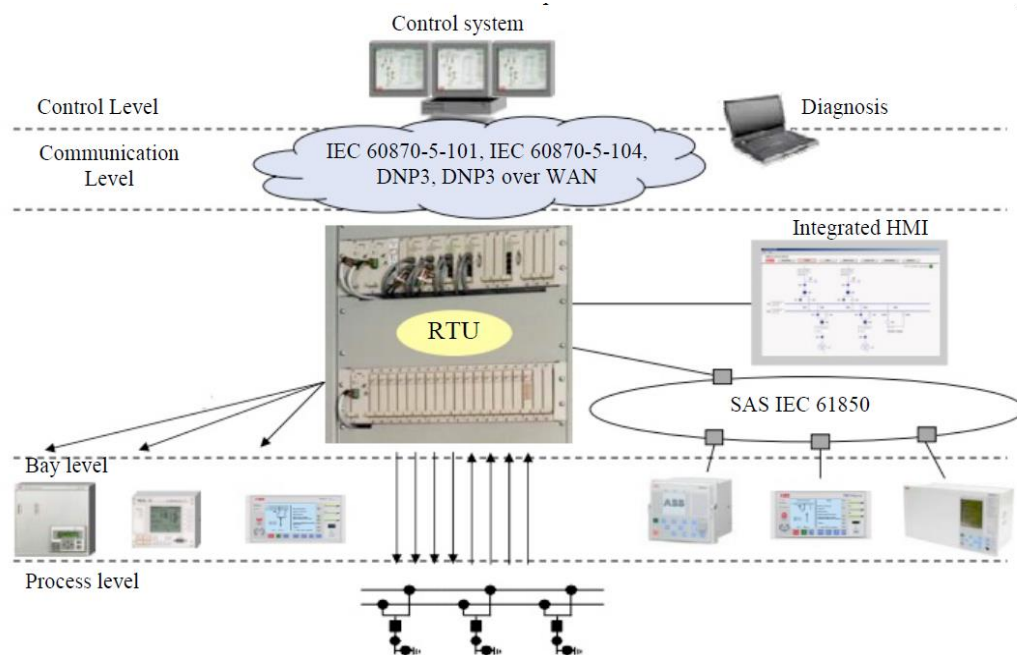 Control system
Control Level
Diagnosis
Communication
Level
IEC 60870-5-101, IEC 60870-5-104,
DNP3, DNP3 over WAN
Integrated HMI
RTU
SAS IEC 61850
Bay level
ABB
Process level